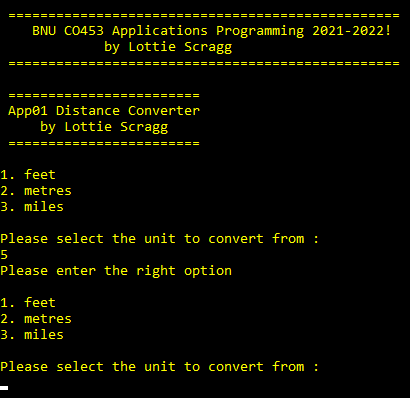 =================================================
BNU CO453 Applications Programming 2021-2022!
by Lottie Scragg
=================================================
========================
App01 Distance Converter
by Lottie Scragg
========================
1. feet
2. metres
3. miles
Please select the unit to convert from :
5
Please enter the right option
1. feet
2. metres
3. miles
Please select the unit to convert from :